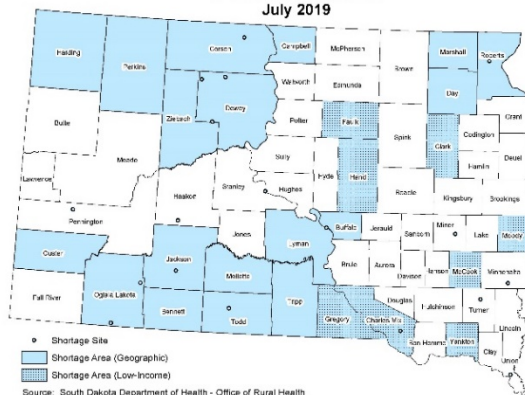 July 2019
Harding
Perkins
Corson
Campbell
McPherson
Brown
Marshall
Roberts
Walworth
Edmunds
Day
Butte
Ziebach
Dewey
Potter
Faulk
Spink
Clark
Codington
Grant
Meade
Sully
Hyde
Hand
Hamlin
Deuel
Lawrence
Haakon
Stanley
Hughes
Beadle
Kingsbury
Brookings
Pennington
Jones
Lyman
Buffalo
Jerauld
Sanborn
Miner
Lake
Moody
Custer
Jackson
Brule
Aurora
Davison
Hanson
McCook
Minnehaha
Fall River
Oglala Lakota
Bennett
Mellette
Todd
Tripp
Gregory
Charles Mix
Douglas
Hutchinson
Turner
Lincoln
Bon Homme
Yankton
Clay
Union
Shortage Site
Shortage Area (Geographic)
Shortage Area (Low-Income)
Source: South Dakota Department of Health - Office of Rural Health